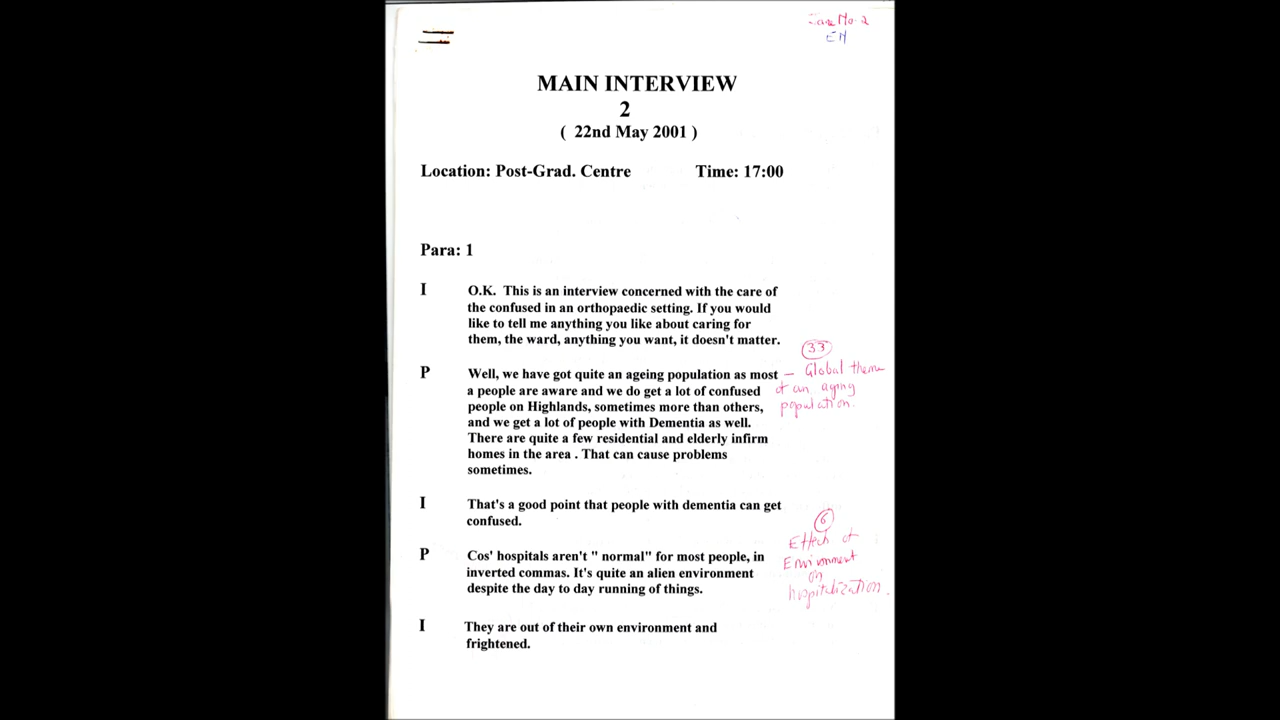 Case No. 2
EN
MAIN INTERVIEW
2
( 22nd May 2001 )
Location: Post-Grad. Centre Time: 17:00
Para: 1
I O.K. This is an interview concerned with the care of
the confused in an orthopaedic setting. If you would
like to tell me anything you like about caring for
them, the ward, anything you want, it doesn't matter.
33
P Well, we have got quite an ageing population as most — Global theme
a people are aware and we do get a lot of confused of an aging
people on Highlands, sometimes more than others, population.
and we get a lot of people with Dementia as well.
There are quite a few residential and elderly infirm
homes in the area . That can cause problems
sometimes.
I That's a good point that people with dementia can get
confused.
6
Effect of
P Cos' hospitals aren't " normal" for most people, in Environment
inverted commas. It's quite an alien environment on
despite the day to day running of things. hospitalization.
I They are out of their own environment and
frightened.